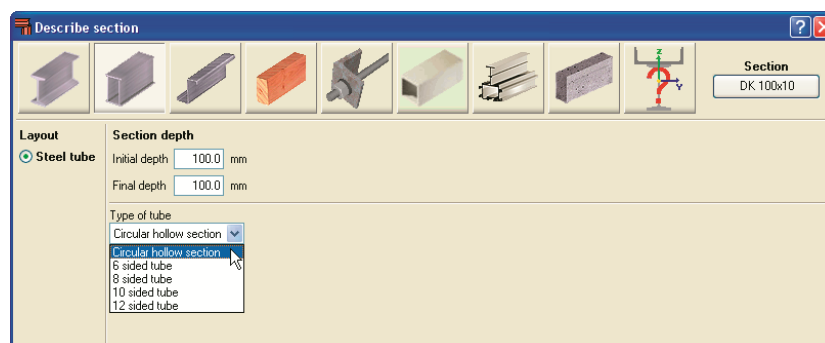 Describe section
?
X
z
Y
Section
DK 100x10
Layout
Steel tube
Section depth
Initial depth 100.0 mm
Final depth 100.0 mm
Type of tube
Circular hollow section
Circular hollow section
6 sided tube
8 sided tube
10 sided tube
12 sided tube